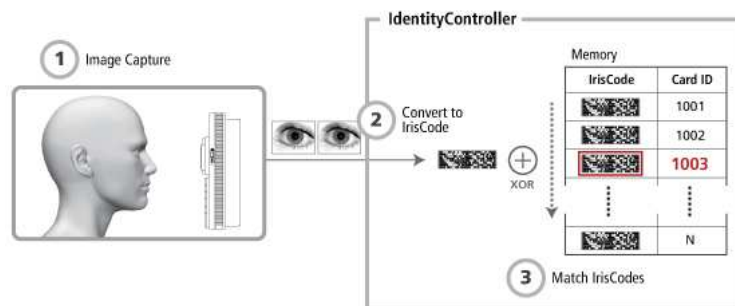 IdentityController
1 Image Capture
Memory
IrisCode Card ID
2 Convert to
IrisCode
1001
1002
XOR
1003
N
3 Match IrisCodes